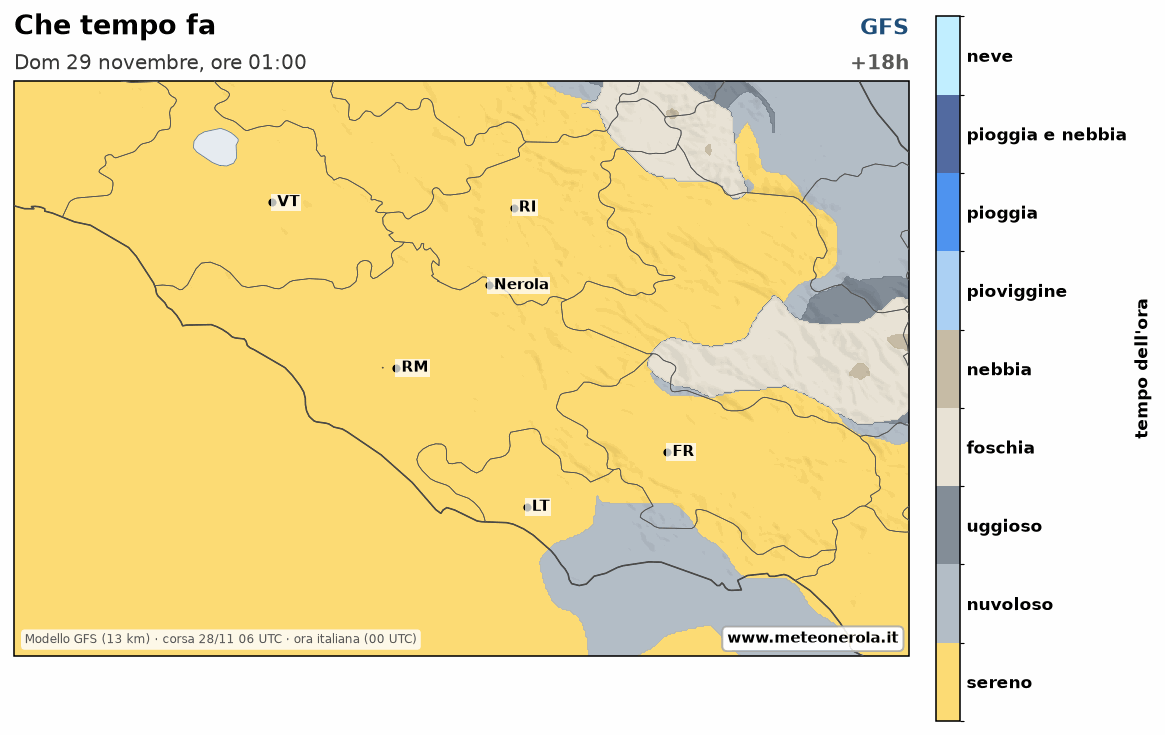 Che tempo fa
GFS
Dom 29 novembre, ore 01:00
+18h
VT
RI
Nerola
RM
FR
LT
Modello GFS (13 km) · corsa 28/11 06 UTC · ora italiana (00 UTC)
www.meteonerola.it
neve
pioggia e nebbia
pioggia
pioviggine
nebbia
foschia
uggioso
nuvoloso
sereno
tempo dell'ora